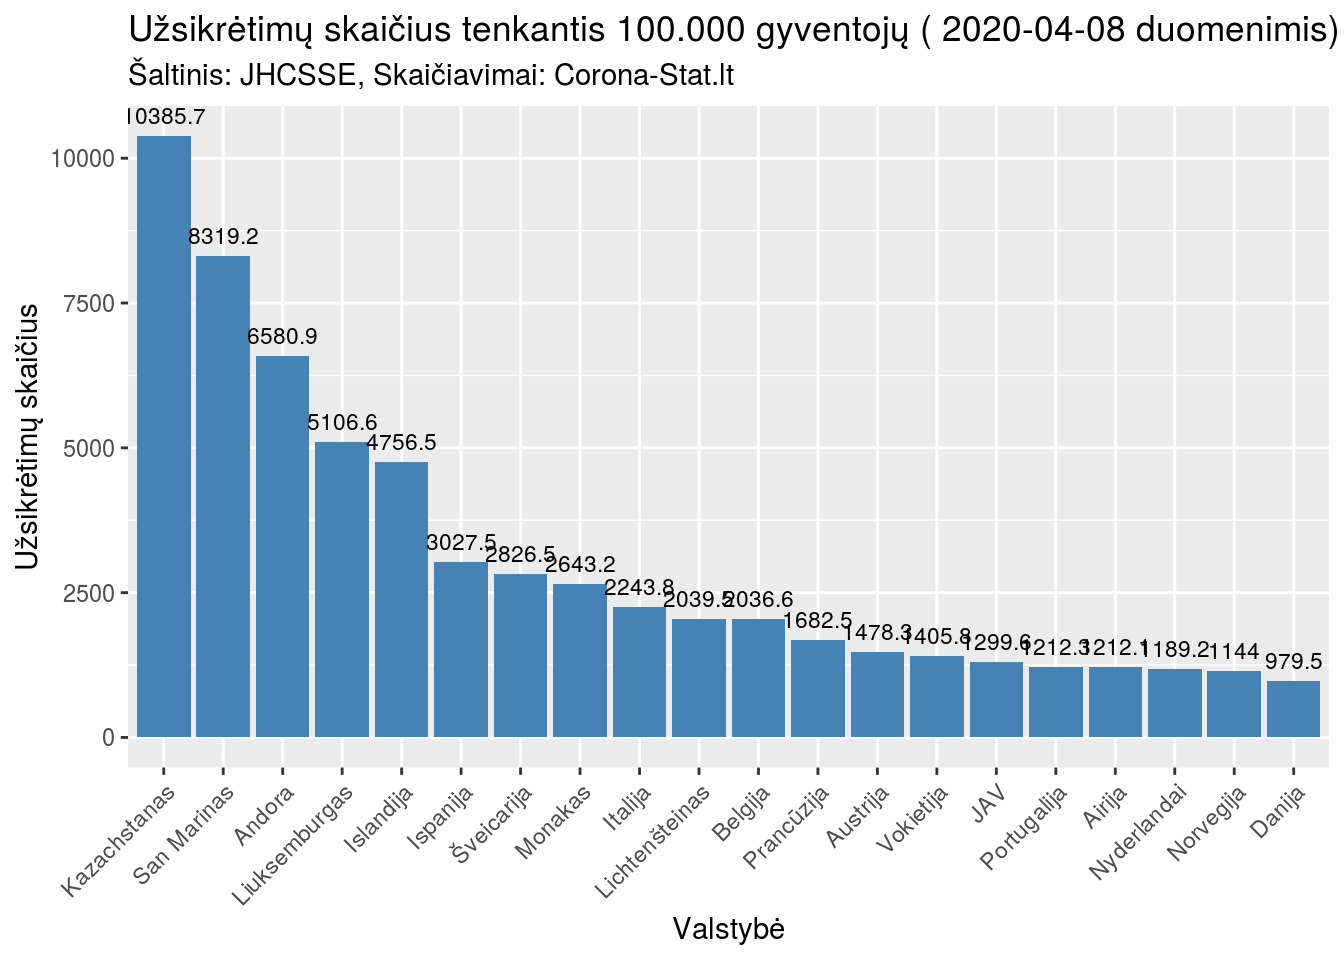 Užsikrėtimų skaičius tenkantis 100.000 gyventojų ( 2020-04-08 duomenimis)
Šaltinis: JHCSSE, Skaičiavimai: Corona-Stat.lt
Užsikrėtimų skaičius
10000
7500
5000
2500
0
10385.7
8319.2
6580.9
5106.6
4756.5
3027.5
2826.5
2643.2
2243.8
2039.5
2036.6
1682.5
1478.3
1405.8
1299.6
1212.3
1212.1
1189.2
1144
979.5
Kazachstanas
San Marinas
Andora
Liuksemburgas
Islandija
Ispanija
Šveicarija
Monakas
Italija
Lichtenšteinas
Belgija
Prancūzija
Austrija
Vokietija
JAV
Portugalija
Airija
Nyderlandai
Norvegija
Danija
Valstybė